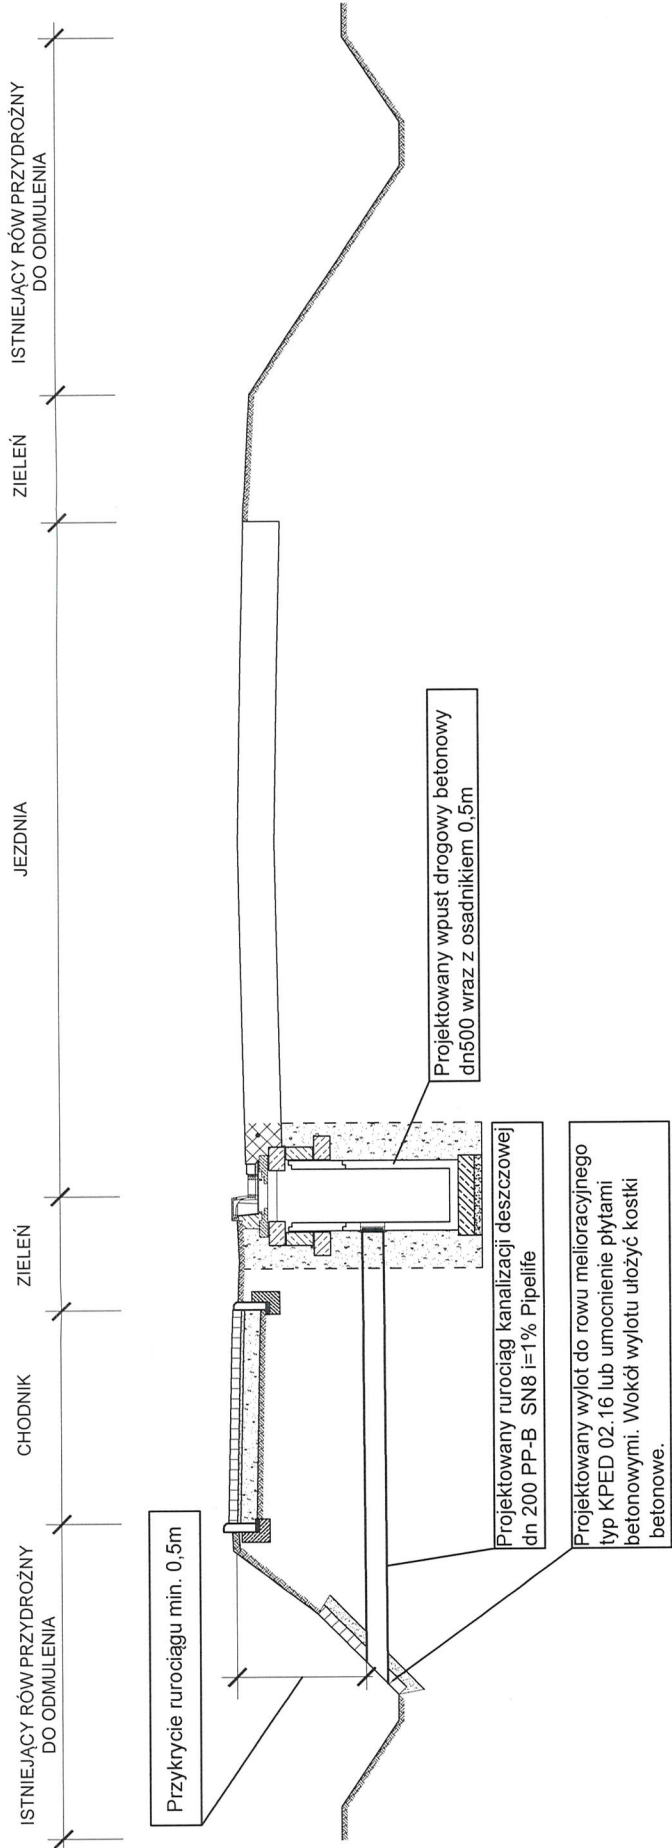 ISTNIEJĄCY RÓW PRZYDROŻNY
DO ODMULENIA
CHODNIK
ZIELEŃ
JEZDNIA
ZIELEŃ
ISTNIEJĄCY RÓW PRZYDROŻNY
DO ODMULENIA
Przykrycie rurociągu min. 0,5m
Projektowany wpust drogowy betonowy
dn500 wraz z osadnikiem 0,5m
Projektowany rurociąg kanalizacji deszczowej
dn 200 PP-B SN8 i=1% Pipelife
Projektowany wylot do rowu melioracyjnego
typ KPED 02.16 lub umocnienie płytami
betonowymi. Wokół wylotu ułożyć kostki
betonowe.